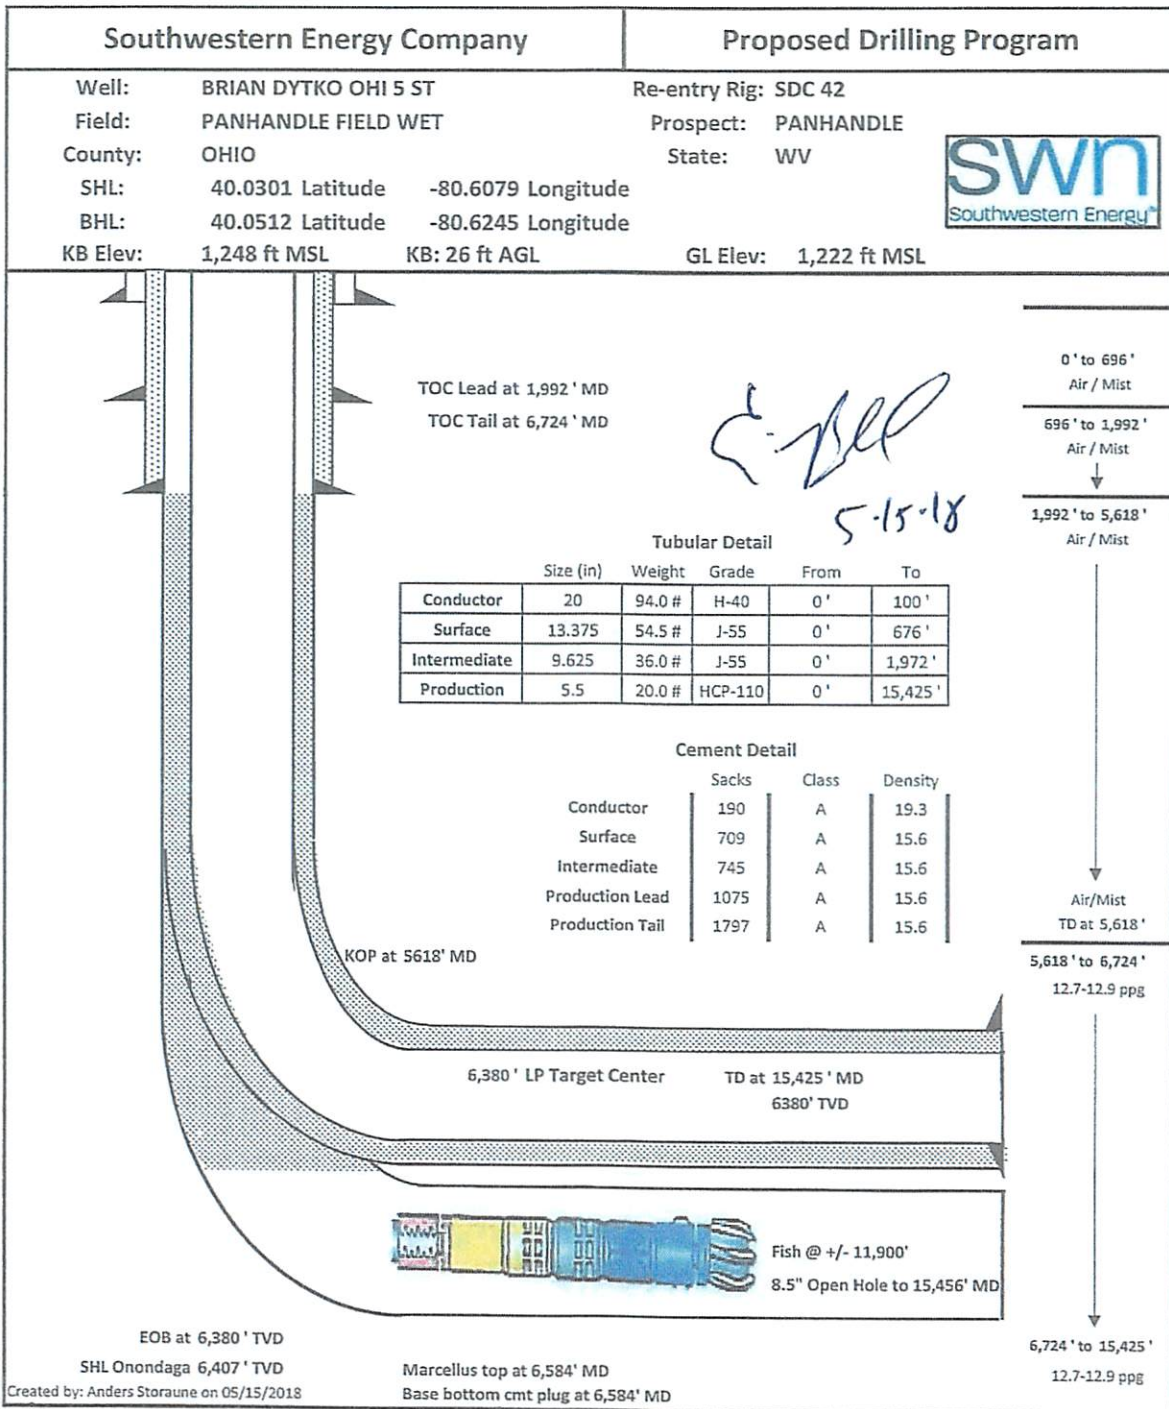 Southwestern Energy Company Proposed Drilling Program
Well: BRIAN DYTKO OHI 5 ST Re-entry Rig: SDC 42
Field: PANHANDLE FIELD WET Prospect: PANHANDLE
County: OHIO State: WV
SHL: 40.0301 Latitude -80.6079 Longitude
BHL: 40.0512 Latitude -80.6245 Longitude
KB Elev: 1,248 ft MSL KB: 26 ft AGL GL Elev: 1,222 ft MSL
swn
Southwestern Energy™
TOC Lead at 1,992 ' MD
TOC Tail at 6,724 ' MD
5-15-18
0 ' to 696 '
Air / Mist
696 ' to 1,992 '
Air / Mist
1,992 ' to 5,618 '
Air / Mist
Tubular Detail
Size (in) Weight Grade From To
Conductor 20 94.0 # H-40 0 ' 100 '
Surface 13.375 54.5 # J-55 0 ' 676 '
Intermediate 9.625 36.0 # J-55 0 ' 1,972 '
Production 5.5 20.0 # HCP-110 0 ' 15,425 '
Cement Detail
Sacks Class Density
Conductor 190 A 19.3
Surface 709 A 15.6
Intermediate 745 A 15.6
Production Lead 1075 A 15.6
Production Tail 1797 A 15.6
Air/Mist
TD at 5,618 '
KOP at 5618' MD
5,618 ' to 6,724 '
12.7-12.9 ppg
6,380 ' LP Target Center
TD at 15,425 ' MD
6380' TVD
Fish @ +/- 11,900'
8.5" Open Hole to 15,456' MD
EOB at 6,380 ' TVD
SHL Onondaga 6,407 ' TVD
Marcellus top at 6,584' MD
Base bottom cmt plug at 6,584' MD
6,724 ' to 15,425 '
12.7-12.9 ppg
Created by: Anders Storaune on 05/15/2018